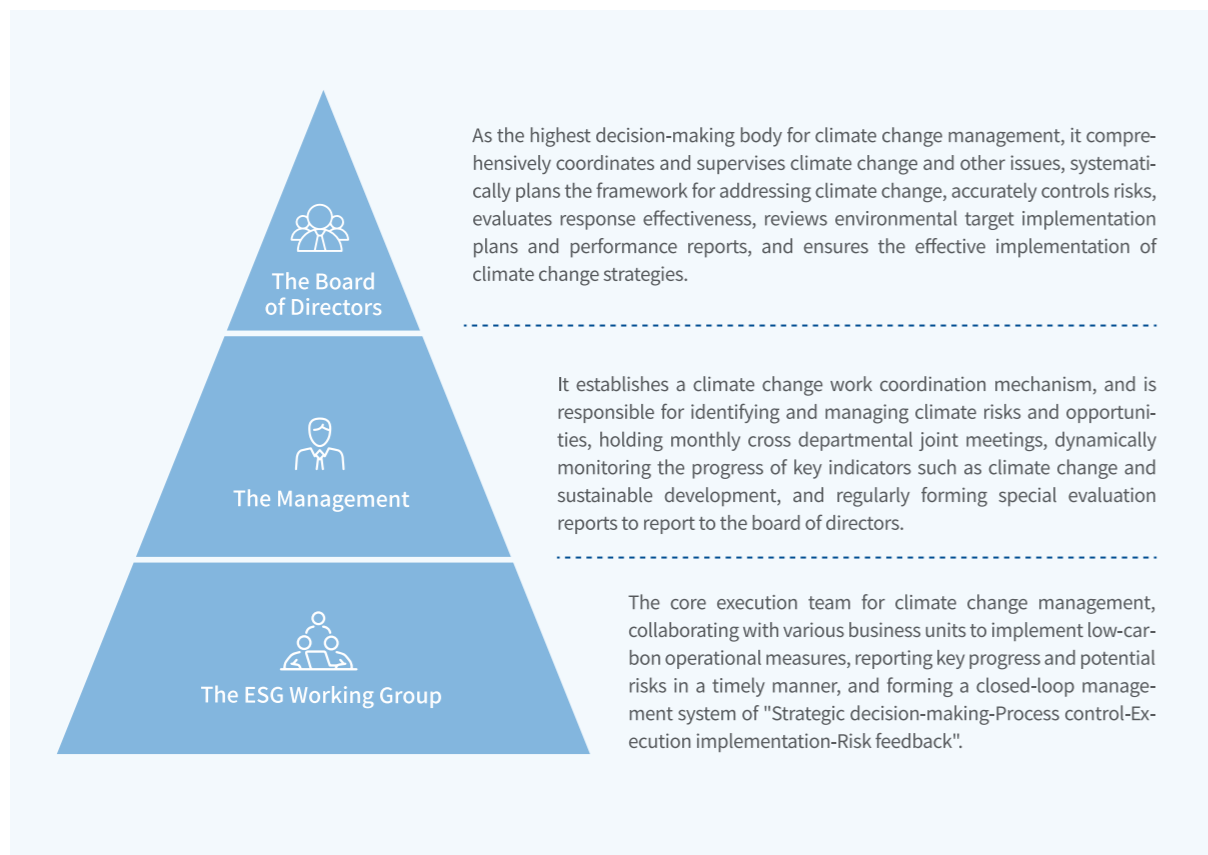 The Board
of Directors
As the highest decision-making body for climate change management, it compre-
hensively coordinates and supervises climate change and other issues, systemati-
cally plans the framework for addressing climate change, accurately controls risks,
evaluates response effectiveness, reviews environmental target implementation
plans and performance reports, and ensures the effective implementation of
climate change strategies.
The Management
It establishes a climate change work coordination mechanism, and is
responsible for identifying and managing climate risks and opportuni-
ties, holding monthly cross departmental joint meetings, dynamically
monitoring the progress of key indicators such as climate change and
sustainable development, and regularly forming special evaluation
reports to report to the board of directors.
The ESG Working Group
The core execution team for climate change management,
collaborating with various business units to implement low-car-
bon operational measures, reporting key progress and potential
risks in a timely manner, and forming a closed-loop manage-
ment system of "Strategic decision-making-Process control-Ex-
ecution implementation-Risk feedback".